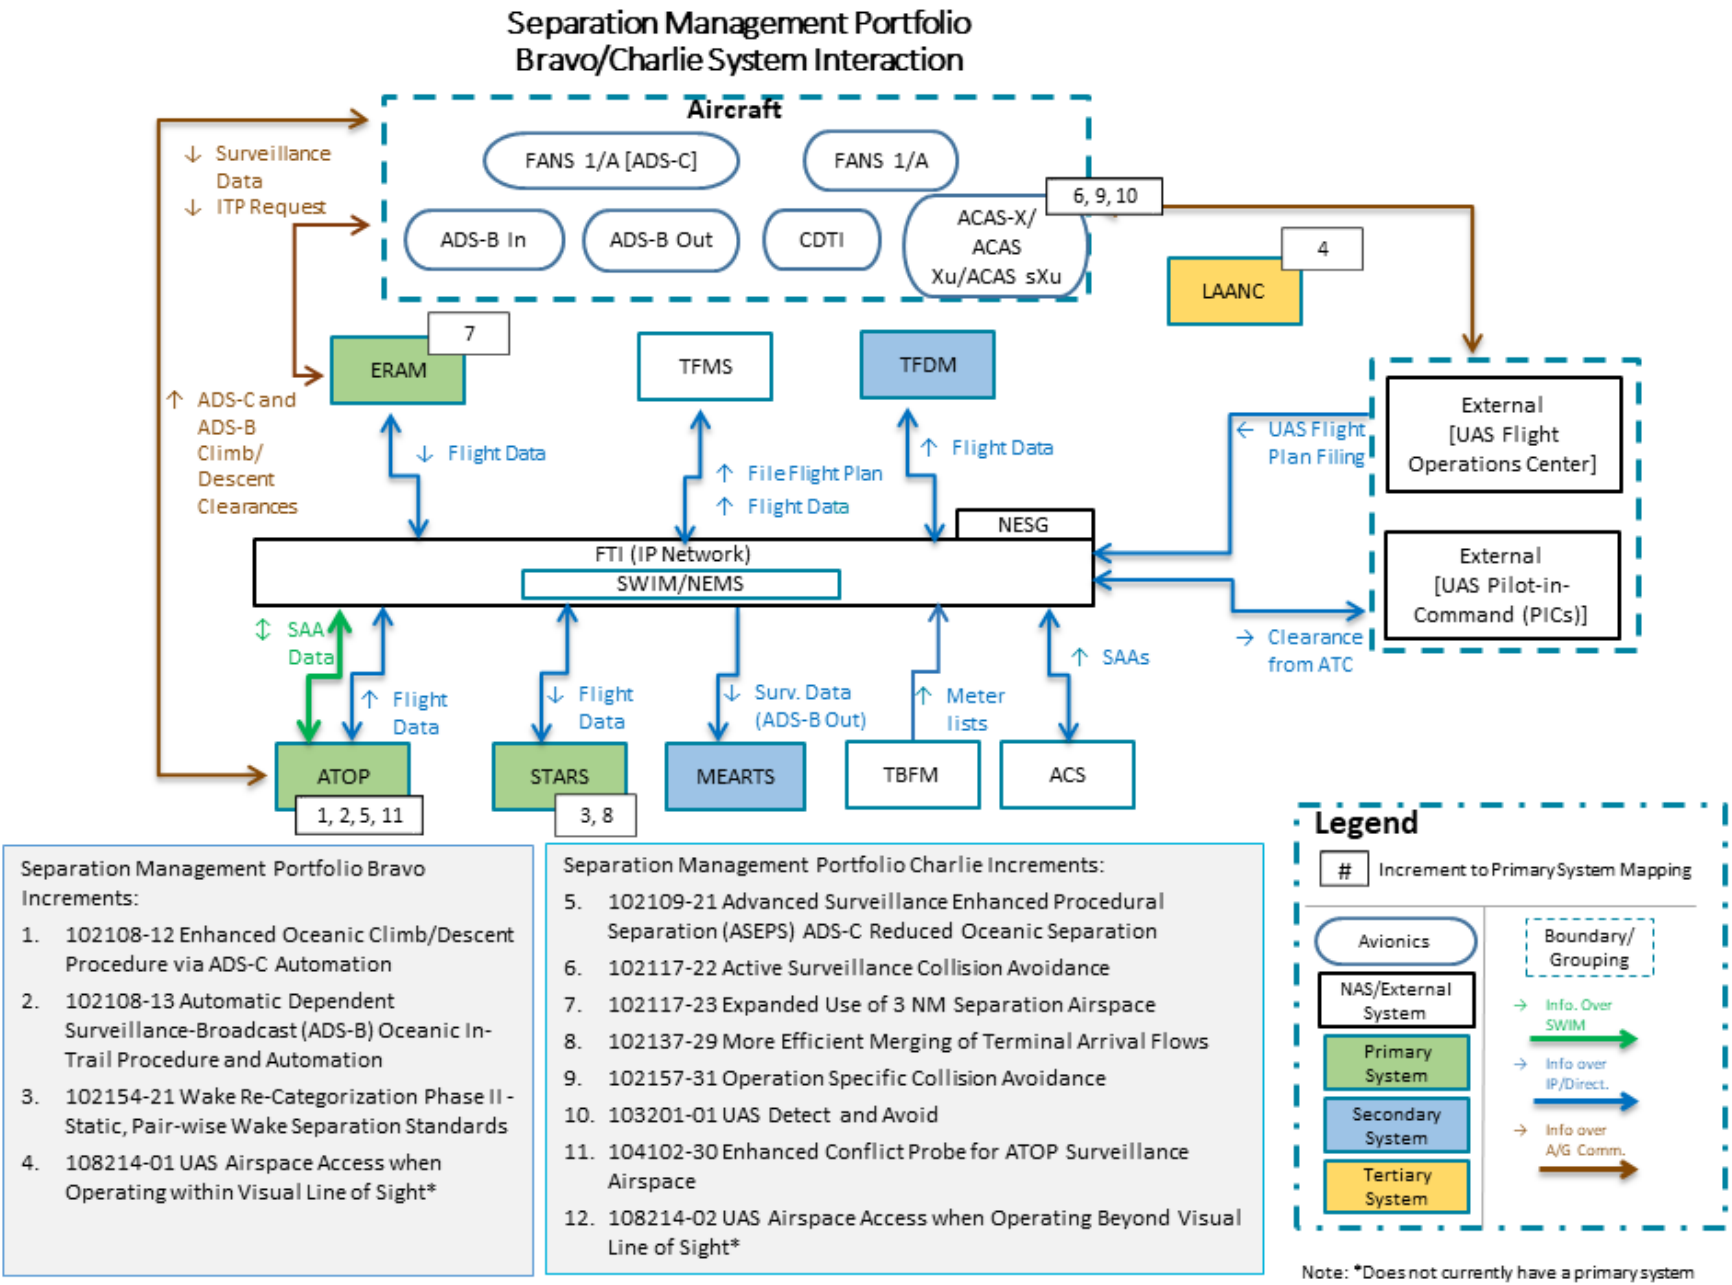 Separation Management Portfolio
Bravo/Charlie System Interaction
Aircraft
FANS 1/A [ADS-C]
FANS 1/A
6, 9, 10
ADS-B In
ADS-B Out
CDTI
ACAS-X/
ACAS
Xu/ACAS sXu
↓ Surveillance
Data
↓ ITP Request
4
LAANC
7
ERAM
TFMS
TFDM
↑ ADS-C and
ADS-B
Climb/
Descent
Clearances
↓ Flight Data
↑ File Flight Plan
↑ Flight Data
↑ Flight Data
← UAS Flight
Plan Filing
External
[UAS Flight
Operations Center]
NESG
FTI (IP Network)
SWIM/NEMS
External
[UAS Pilot-in-
Command (PICs)]
→ Clearance
from ATC
↕ SAA
Data
↑ Flight
Data
↓ Flight
Data
↓ Surv. Data
(ADS-B Out)
↑ Meter
lists
↑ SAAs
ATOP
1, 2, 5, 11
STARS
3, 8
MEARTS
TBFM
ACS
Separation Management Portfolio Bravo
Increments:
1. 102108-12 Enhanced Oceanic Climb/Descent
Procedure via ADS-C Automation
2. 102108-13 Automatic Dependent
Surveillance-Broadcast (ADS-B) Oceanic In-
Trail Procedure and Automation
3. 102154-21 Wake Re-Categorization Phase II -
Static, Pair-wise Wake Separation Standards
4. 108214-01 UAS Airspace Access when
Operating within Visual Line of Sight*
Separation Management Portfolio Charlie Increments:
5. 102109-21 Advanced Surveillance Enhanced Procedural
Separation (ASEPS) ADS-C Reduced Oceanic Separation
6. 102117-22 Active Surveillance Collision Avoidance
7. 102117-23 Expanded Use of 3 NM Separation Airspace
8. 102137-29 More Efficient Merging of Terminal Arrival Flows
9. 102157-31 Operation Specific Collision Avoidance
10. 103201-01 UAS Detect and Avoid
11. 104102-30 Enhanced Conflict Probe for ATOP Surveillance
Airspace
12. 108214-02 UAS Airspace Access when Operating Beyond Visual
Line of Sight*
Legend
# Increment to Primary System Mapping
Avionics
NAS/External
System
Primary
System
Secondary
System
Tertiary
System
Boundary/
Grouping
→ Info. Over
SWIM
→ Info over
IP/Direct.
→ Info over
A/G Comm.
Note: *Does not currently have a primary system